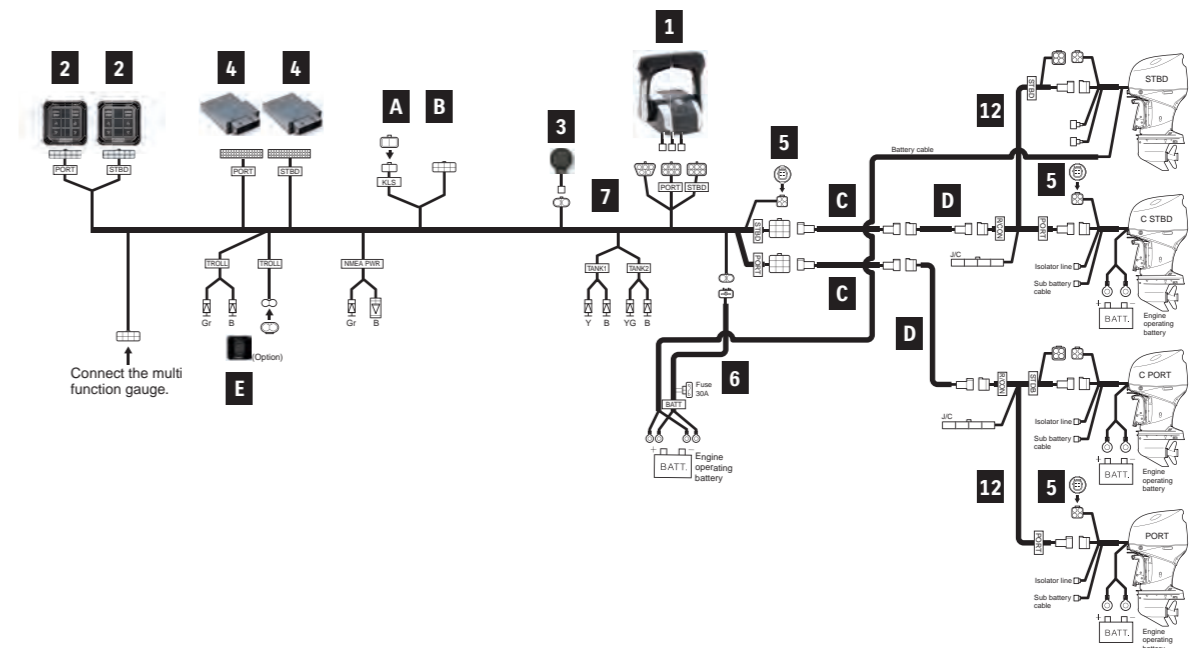 1
2 2
4 4
A B
3
5
12
STBD
PORT STBD
PORT STBD
KLS
PORT STBD
7
C
D
Battery cable
5
STBD
C STBD
STBD
PORT
R/CON
PORT
J/C
Isolator line
Sub battery
cable
+ -
BATT.
Engine
operating
battery
TROLL TROLL
NMEA PWR
TANK1 TANK2
Gr B
Gr B
Y B YG B
(Option)
E
Connect the multi
function gauge.
C
D
6
Fuse
30A
BATT
+ -
BATT.
Engine
operating
battery
R/CON
STDB
J/C
C PORT
Isolator line
Sub battery
cable
+ -
BATT.
Engine
operating
battery
12
5
PORT
PORT
Isolator line
Sub battery
cable
+ -
BATT.
Engine
operating
battery